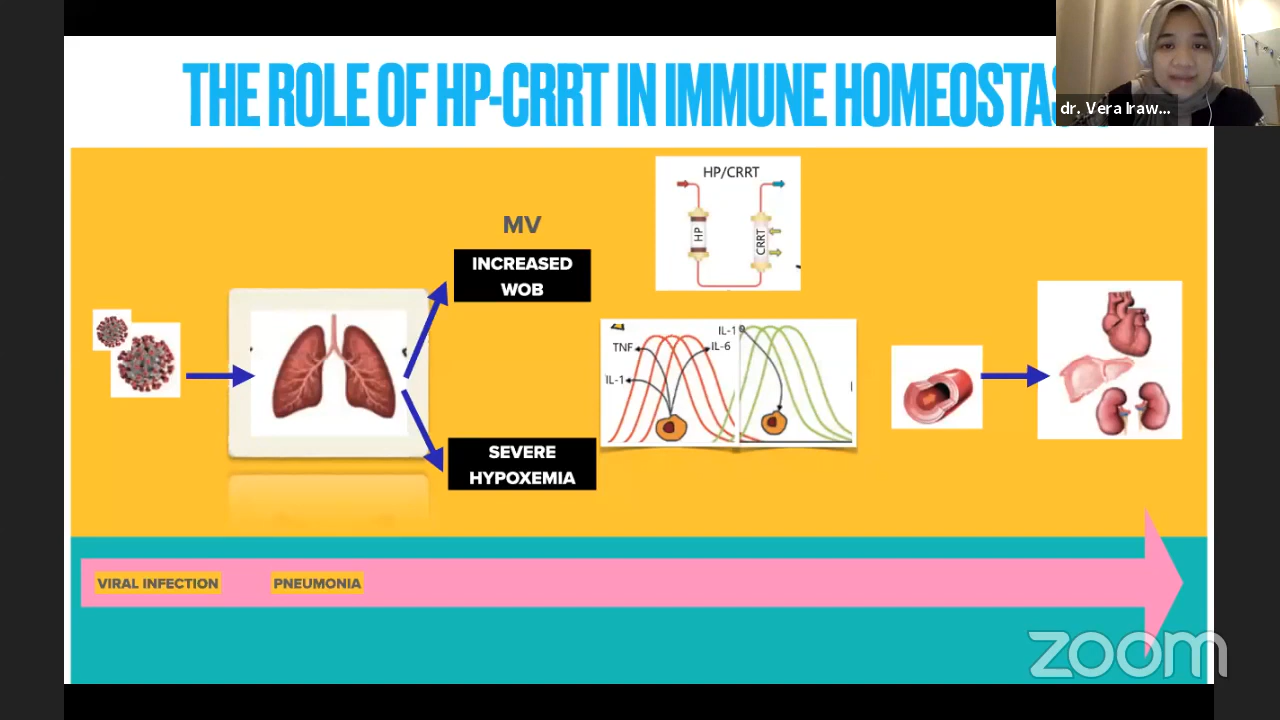 THE ROLE OF HP-CRRT IN IMMUNE HOMEOSTAS
dr. Vera Iraw...
HP/CRRT
HP
CRRT
MV
INCREASED
WOB
TNF
IL-1
IL-6
IL-1
SEVERE
HYPOXEMIA
VIRAL INFECTION
PNEUMONIA
zoom